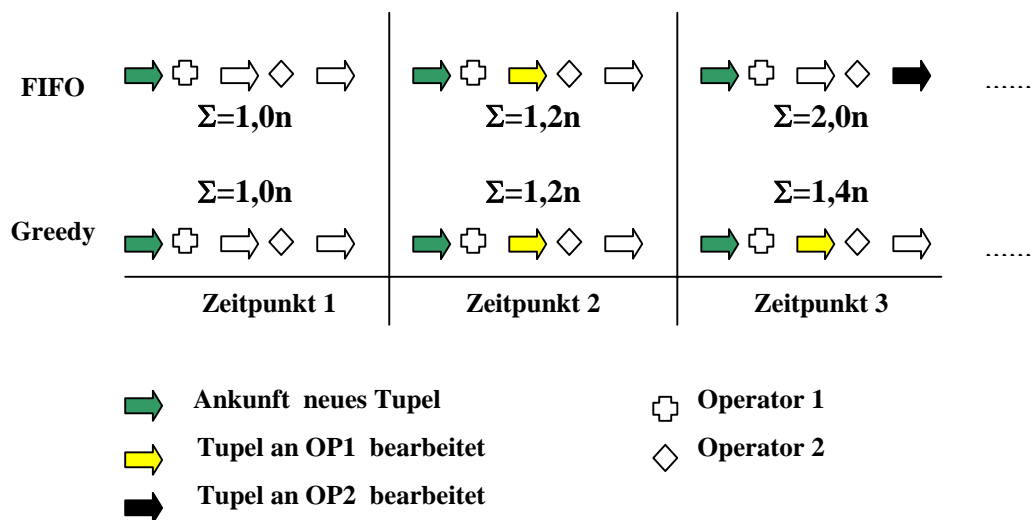 FIFO
Σ=1,0n Σ=1,2n Σ=2,0n
......
Σ=1,0n Σ=1,2n Σ=1,4n
Greedy
......
Zeitpunkt 1 Zeitpunkt 2 Zeitpunkt 3
Ankunft neues Tupel Operator 1
Tupel an OP1 bearbeitet Operator 2
Tupel an OP2 bearbeitet